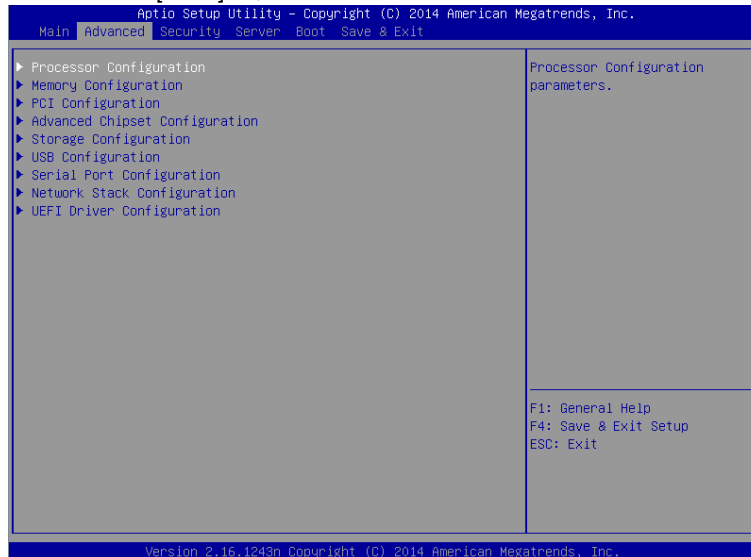 Aptio Setup Utility – Copyright (C) 2014 American Megatrends, Inc.
Main Advanced Security Server Boot Save & Exit
Processor Configuration
Memory Configuration
PCI Configuration
Advanced Chipset Configuration
Storage Configuration
USB Configuration
Serial Port Configuration
Network Stack Configuration
UEFI Driver Configuration
Processor Configuration
parameters.
F1: General Help
F4: Save & Exit Setup
ESC: Exit
Version 2.16.1243n Copyright (C) 2014 American Megatrends, Inc.